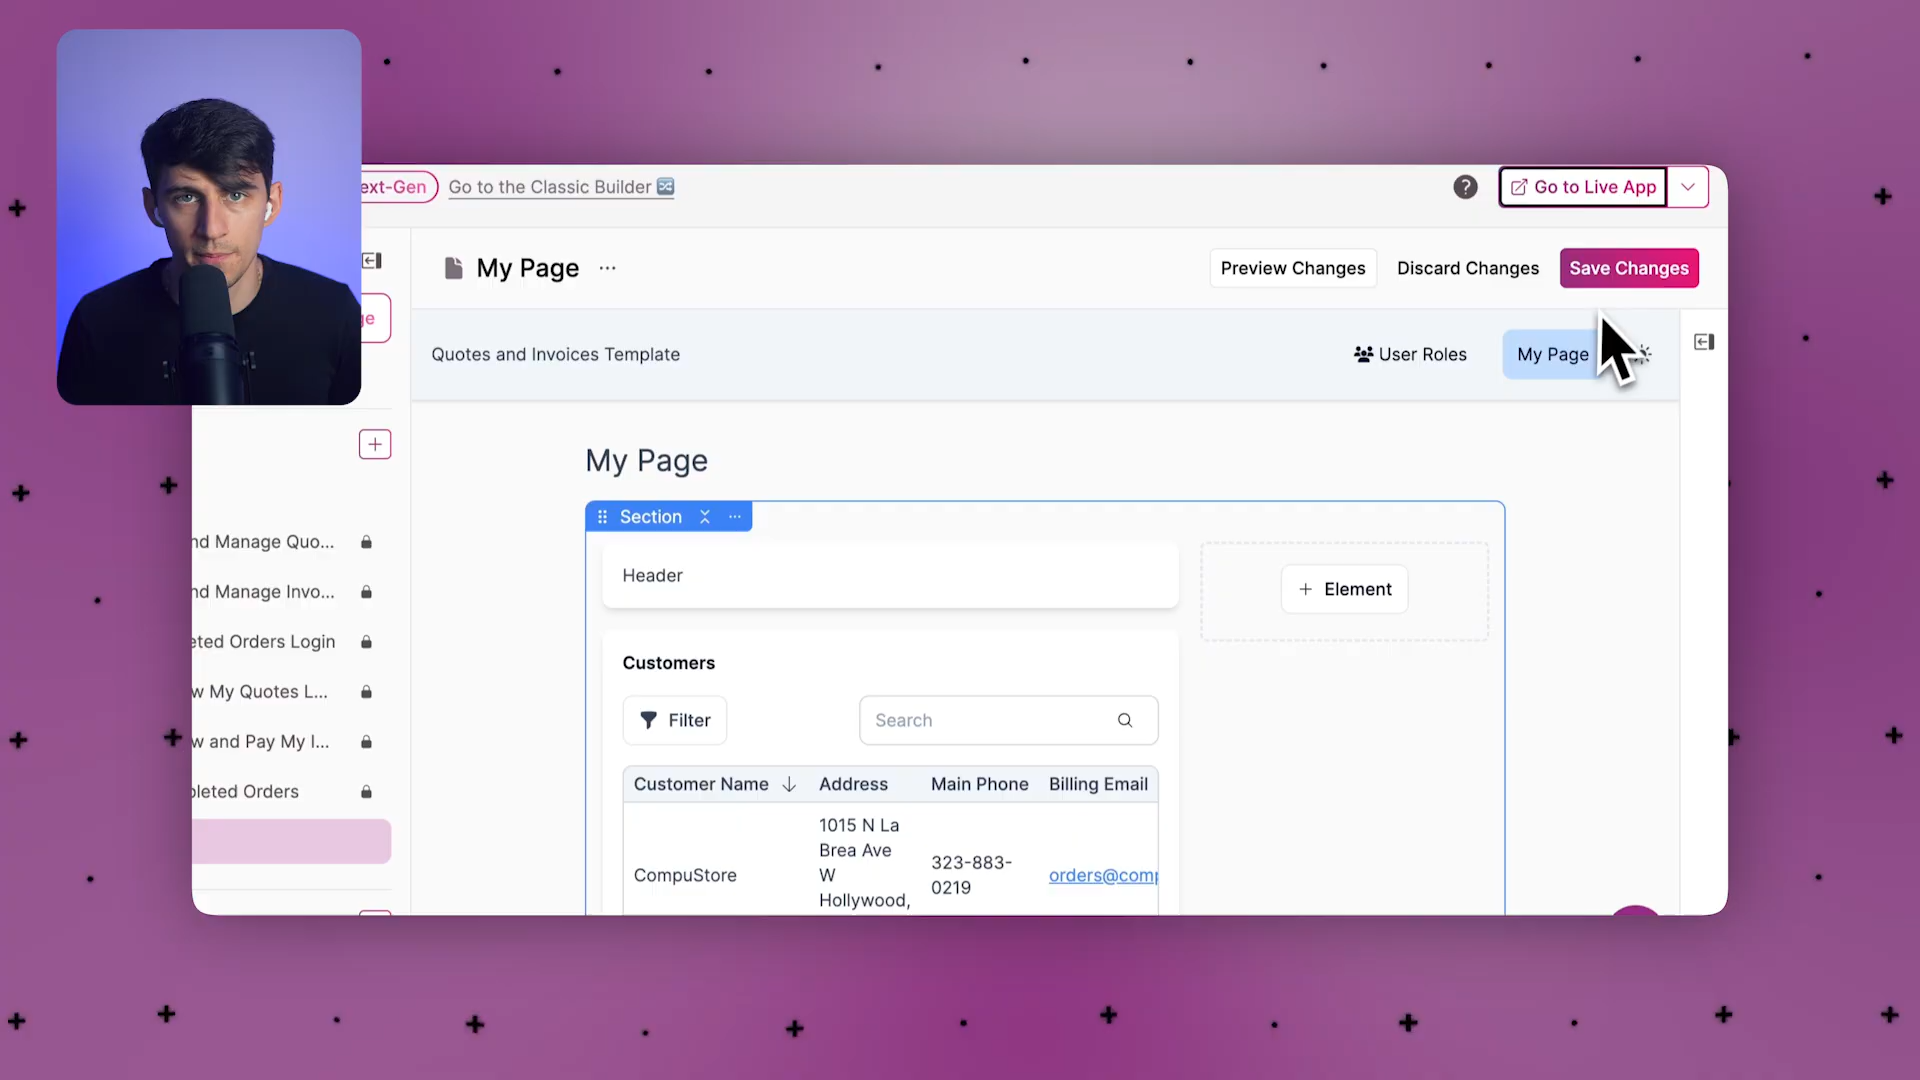 ext-Gen
Go to the Classic Builder
Go to Live App
My Page
Preview Changes
Discard Changes
Save Changes
ge
Quotes and Invoices Template
User Roles
My Page
My Page
Section
Header
+ Element
nd Manage Quo...
nd Manage Invo...
eted Orders Login
w My Quotes L...
w and Pay My I...
leted Orders
Customers
Filter
Search
Customer Name
Address
Main Phone
Billing Email
CompuStore
1015 N La
Brea Ave
W
Hollywood,
323-883-
0219
orders@comp